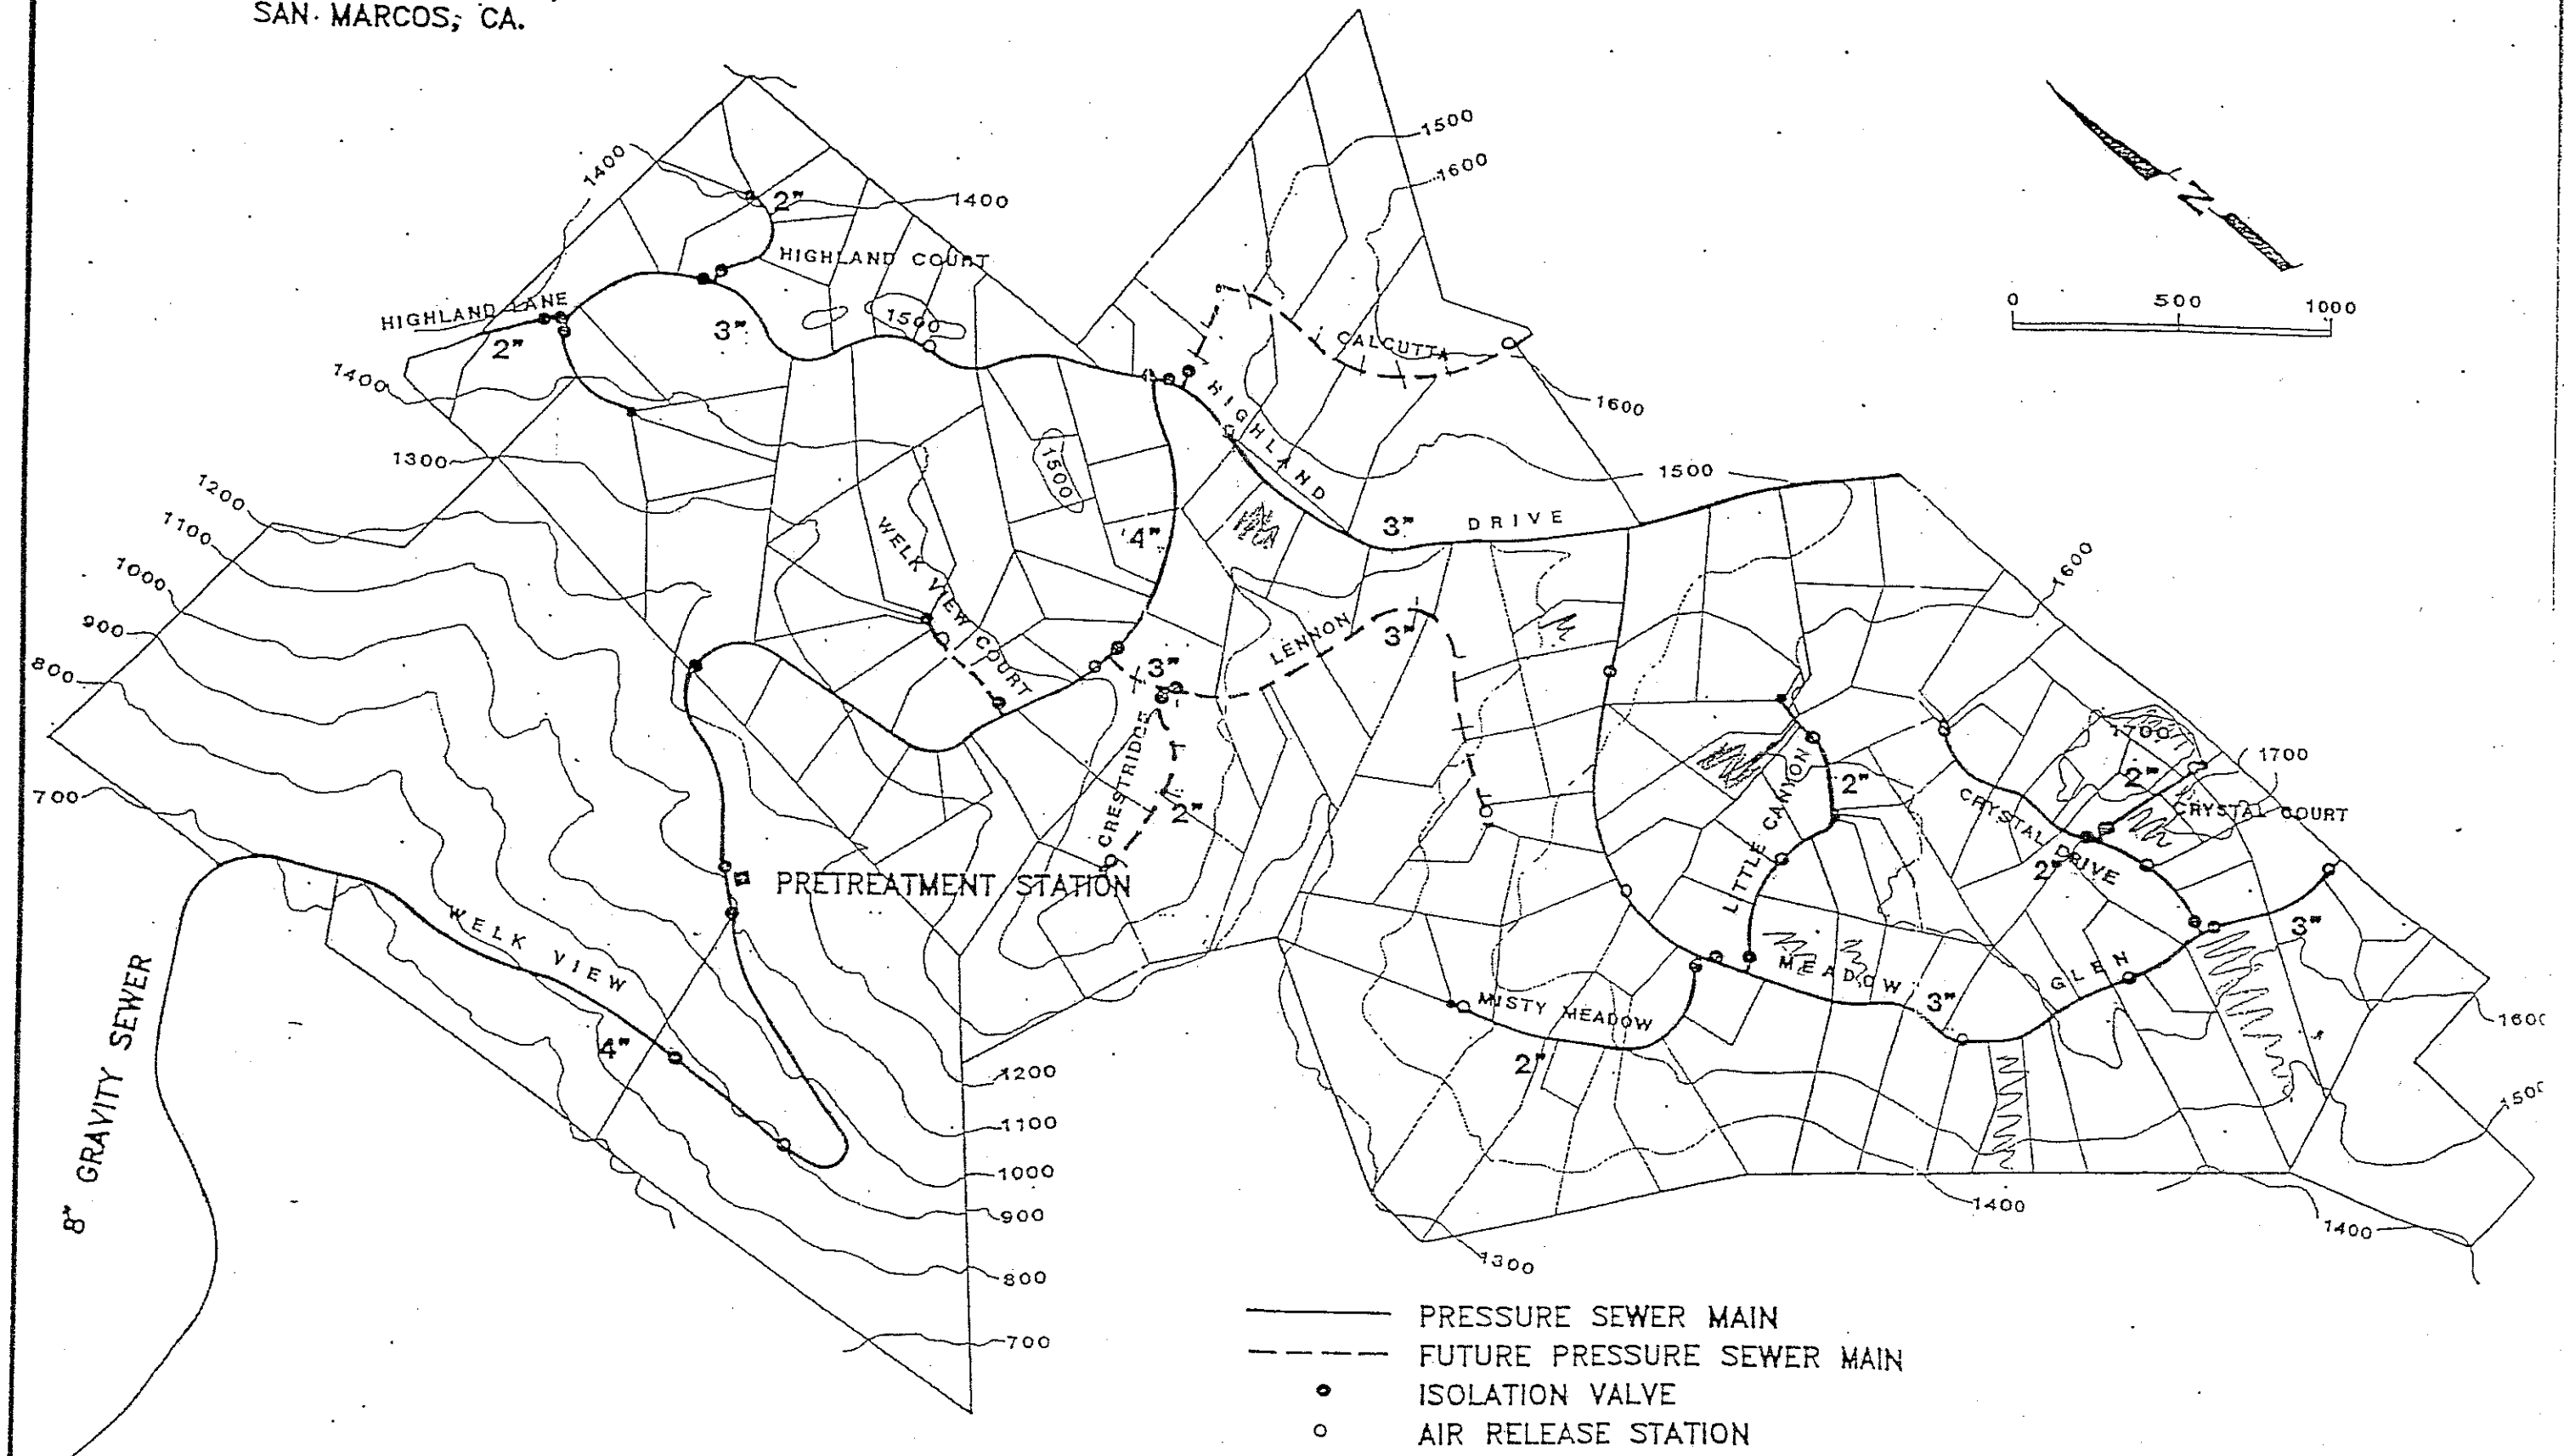 SAN MARCOS, CA.
1500
1600
1400
2"
1400
HIGHLAND COURT
N
0 500 1000
HIGHLAND LANE
3"
1500
2"
CALCUTTA
1400
HIGHLAND
1600
1300
1500
1500
1200
3"
DRIVE
1100
WELK VIEW COURT
4"
1600
1000
900
LENNON
3"
800
3"
1700
1700
2"
2"
700
CRESTRIDGE
2"
LITTLE CANYON
CRYSTAL DRIVE
CRYSTAL COURT
2"
PRETREATMENT STATION
3"
WELK VIEW
8" GRAVITY SEWER
MEADOW
GLEN
3"
MISTY MEADOW
1600
4"
2"
1200
1500
1100
1000
1400
900
1400
1300
800
700
PRESSURE SEWER MAIN
FUTURE PRESSURE SEWER MAIN
ISOLATION VALVE
AIR RELEASE STATION